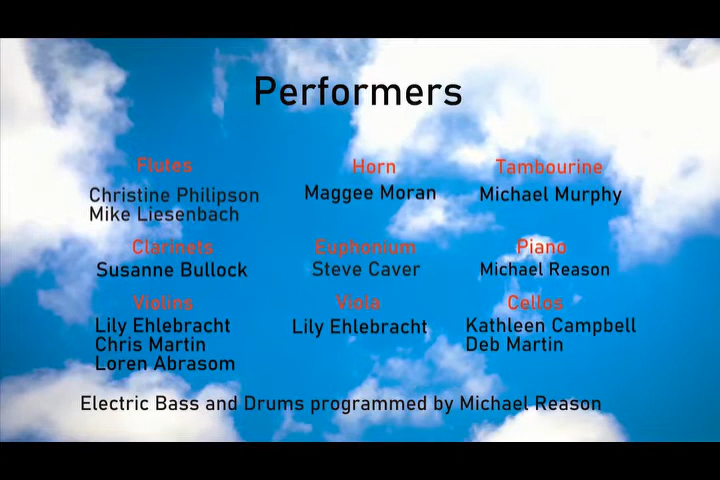 Performers
Flutes
Christine Philipson
Mike Liesenbach
Horn
Maggee Moran
Tambourine
Michael Murphy
Clarinets
Susanne Bullock
Euphonium
Steve Caver
Piano
Michael Reason
Violins
Lily Ehlebracht
Chris Martin
Loren Abrasom
Viola
Lily Ehlebracht
Cellos
Kathleen Campbell
Deb Martin
Electric Bass and Drums programmed by Michael Reason